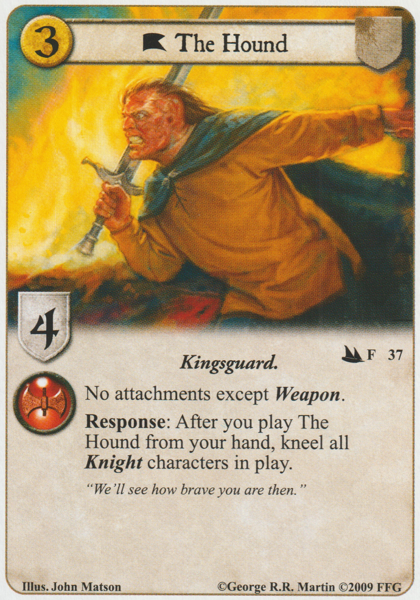 3
The Hound
4
Kingsguard.
F 37
No attachments except Weapon.
Response: After you play The
Hound from your hand, kneel all
Knight characters in play.
“We’ll see how brave you are then.”
Illus. John Matson ©George R.R. Martin ©2009 FFG